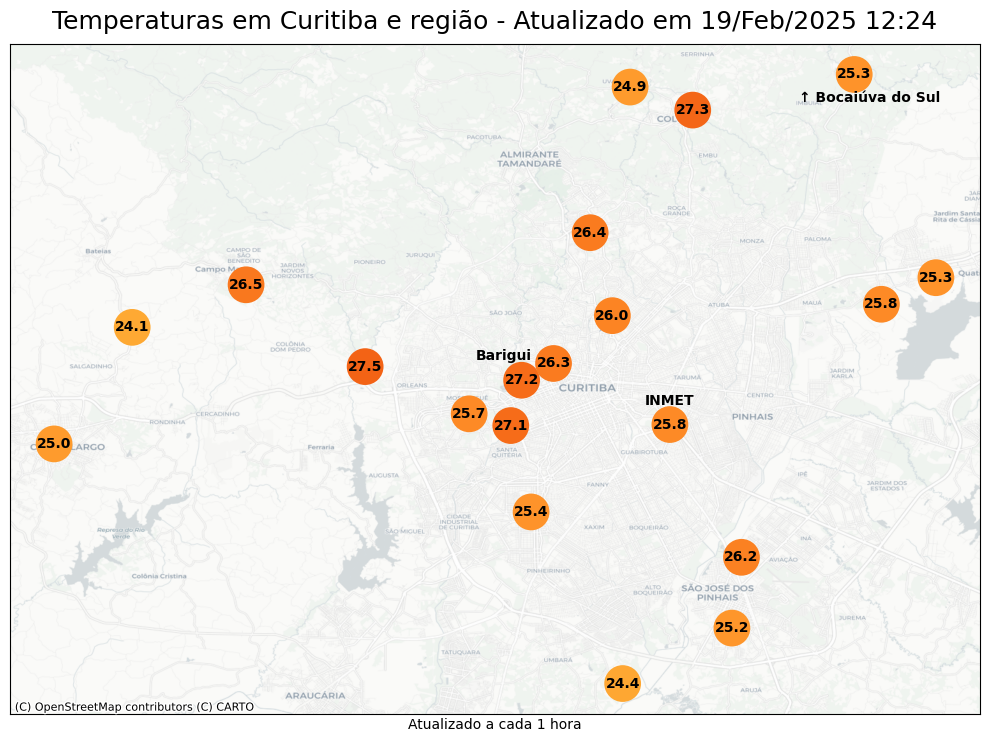 Temperaturas em Curitiba e região - Atualizado em 19/Feb/2025 12:24
SERRINHA
25.3
24.9
↑ Bocaiúva do Sul
27.3
PACOTUBA
ALMIRANTE
TAMANDARÉ
EMBU
ROÇA
GRANDE
Jardim Santa
Rita de Cássia
26.4
MONZA
PALOMA
Bateias
CAMPO DE
SÃO
BENEDITO
JURUQUI
PIONEIRO
JARDIM
NOVOS
HORIZONTES
Campo M
26.5
25.3
Quat
25.8
MAUÁ
ATUBA
SÃO JOÃO
26.0
24.1
COLÔNIA
DOM PEDRO
Barigui
26.3
SALGADINHO
27.5
27.2
ORLEANS
CURITIBA
TARUMÃ
JARDIM
KARLA
CENTRO
INMET
25.7
27.1
25.8
PINHAIS
CERCADINHO
RONDINHA
25.0
LARGO
Ferraria
SANTA
QUITÉRIA
GUABIROTUBA
AUGUSTA
IPÊ
JARDIM DOS
ESTADOS I
FANNY
25.4
CIDADE
INDUSTRIAL
DE CURITIBA
SÃO MIGUEL
XAXIM
BOQUEIRÃO
Represa do Rio
Verde
INÁ
26.2
AVIAÇÃO
Colônia Cristina
PINHEIRINHO
ALTO
BOQUEIRÃO
SÃO JOSÉ DOS
PINHAIS
JUREMA
25.2
TATUQUARA
UMBARÁ
24.4
ARUJÁ
ARAUCÁRIA
(C) OpenStreetMap contributors (C) CARTO
Atualizado a cada 1 hora